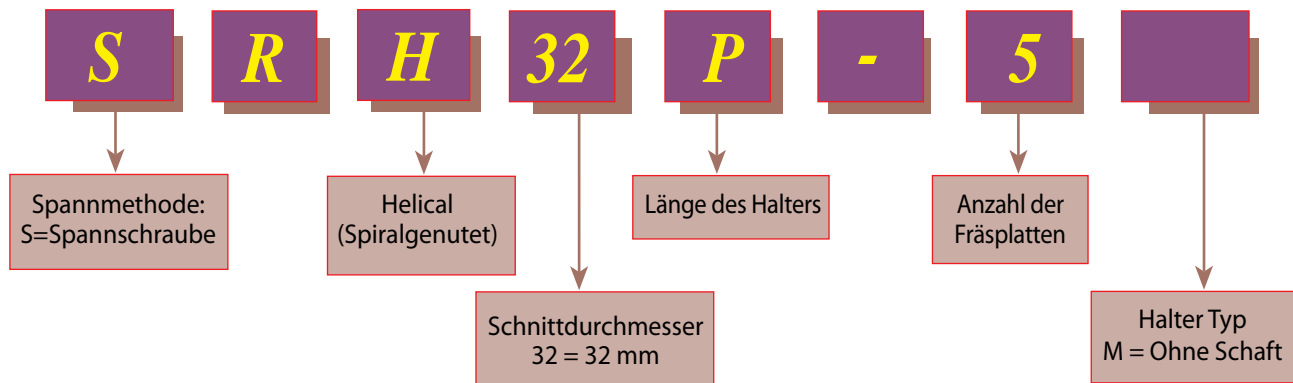 S R H 32 P - 5
Spannmethode:
S=Spannschraube
Helical
(Spiralgenutet)
Länge des Halters
Anzahl der
Fräsplatten
Schnittdurchmesser
32 = 32 mm
Halter Typ
M = Ohne Schaft